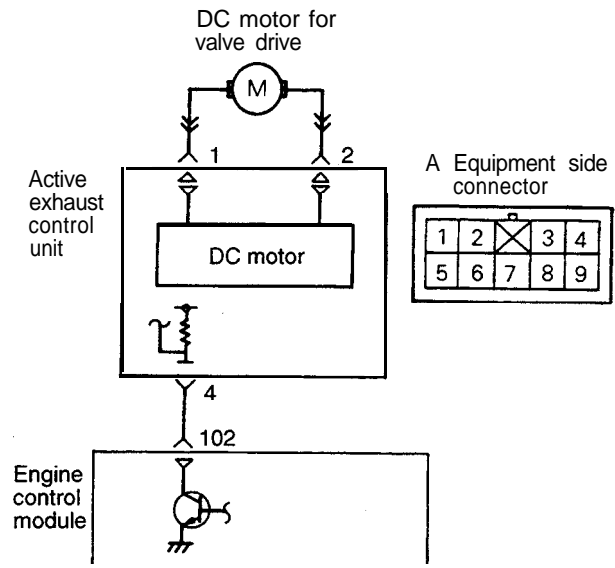 DC motor for
valve drive
M
1 2
Active
exhaust
control
unit
DC motor
A Equipment side
connector
1 2 3 4
5 6 7 8 9
4
102
Engine
control
module